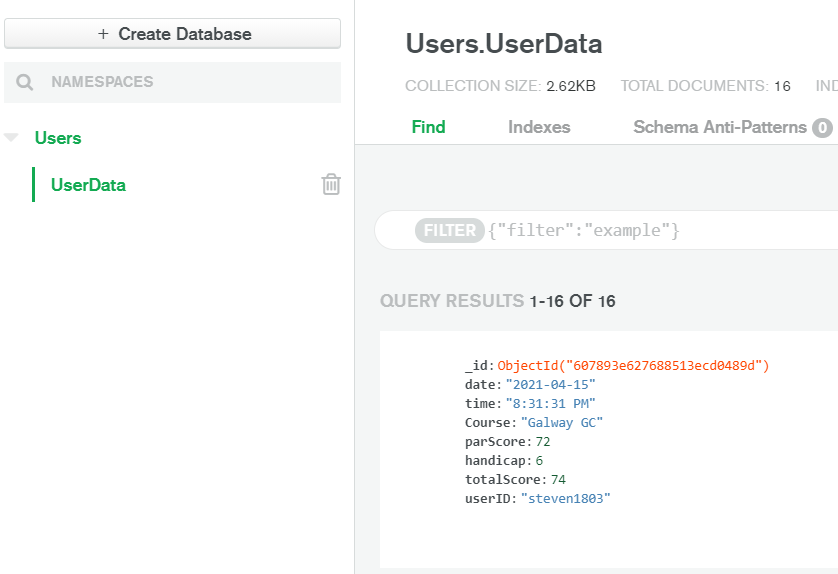 + Create Database
NAMESPACES
Users
UserData
Users.UserData
COLLECTION SIZE: 2.62KB TOTAL DOCUMENTS: 16
Find Indexes Schema Anti-Patterns 0
FILTER {"filter":"example"}
QUERY RESULTS 1-16 OF 16
_id: ObjectId("607893e627688513ecd0489d")
date: "2021-04-15"
time: "8:31:31 PM"
Course: "Galway GC"
parScore: 72
handicap: 6
totalScore: 74
userID: "steven1803"